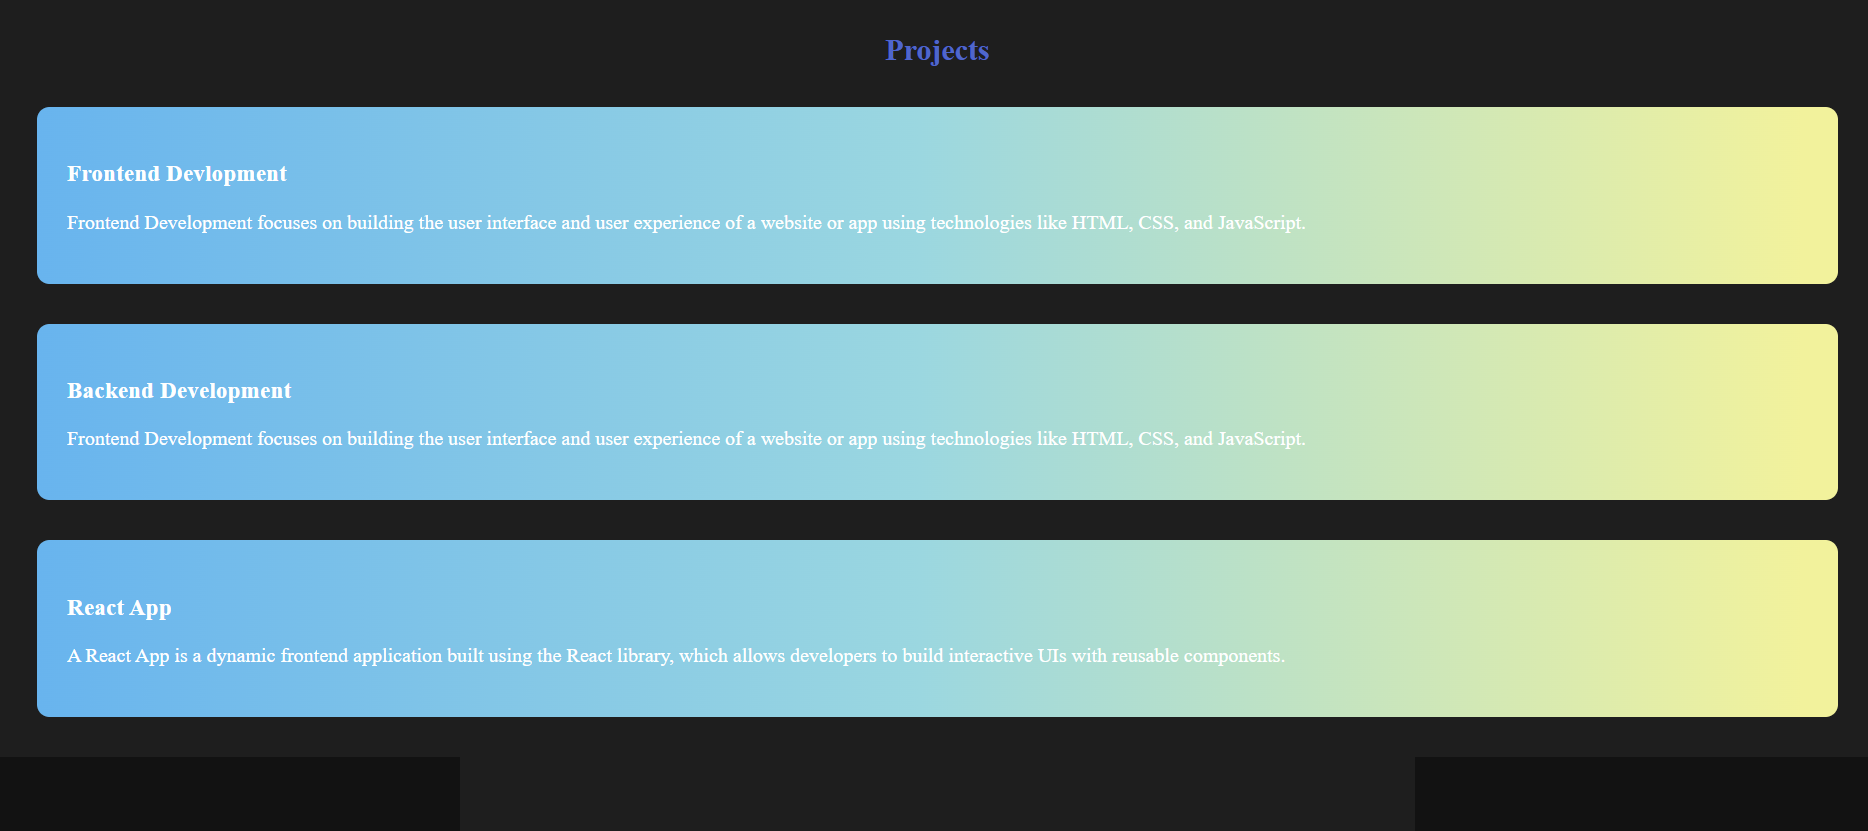 Projects
Frontend Devlopment
Frontend Development focuses on building the user interface and user experience of a website or app using technologies like HTML, CSS, and JavaScript.
Backend Development
Frontend Development focuses on building the user interface and user experience of a website or app using technologies like HTML, CSS, and JavaScript.
React App
A React App is a dynamic frontend application built using the React library, which allows developers to build interactive UIs with reusable components.